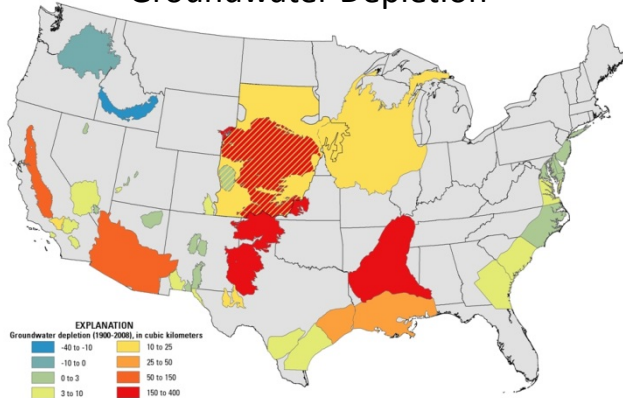 Groundwater Depletion
EXPLANATION
Groundwater depletion (1900-2008), in cubic kilometers
-40 to -10
-10 to 0
0 to 3
3 to 10
10 to 25
25 to 50
50 to 150
150 to 400